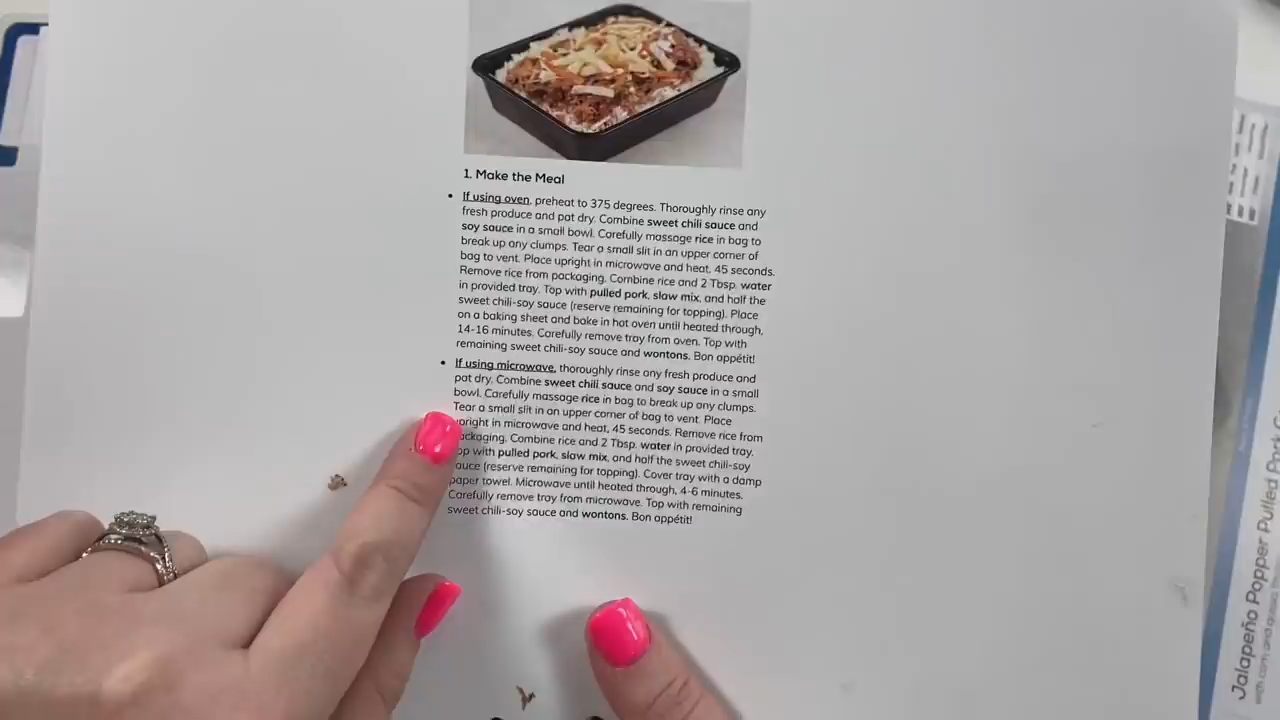 1. Make the Meal
• If using oven, preheat to 375 degrees. Thoroughly rinse any
fresh produce and pat dry. Combine sweet chili sauce and
soy sauce in a small bowl. Carefully massage rice in bag to
break up any clumps. Tear a small slit in an upper corner of
bag to vent. Place upright in microwave and heat, 45 seconds.
Remove rice from packaging. Combine rice and 2 Tbsp. water
in provided tray. Top with pulled pork, slaw mix, and half the
sweet chili-soy sauce (reserve remaining for topping). Place
on a baking sheet and bake in hot oven until heated through,
14-16 minutes. Carefully remove tray from oven. Top with
remaining sweet chili-soy sauce and wontons. Bon appétit!
• If using microwave, thoroughly rinse any fresh produce and
pat dry. Combine sweet chili sauce and soy sauce in a small
bowl. Carefully massage rice in bag to break up any clumps.
Tear a small slit in an upper corner of bag to vent. Place
upright in microwave and heat, 45 seconds. Remove rice from
packaging. Combine rice and 2 Tbsp. water in provided tray.
Top with pulled pork, slaw mix, and half the sweet chili-soy
sauce (reserve remaining for topping). Cover tray with a damp
paper towel. Microwave until heated through, 4-6 minutes.
Carefully remove tray from microwave. Top with remaining
sweet chili-soy sauce and wontons. Bon appétit!
Jalapeño Popper Pulled Pork
with corn and